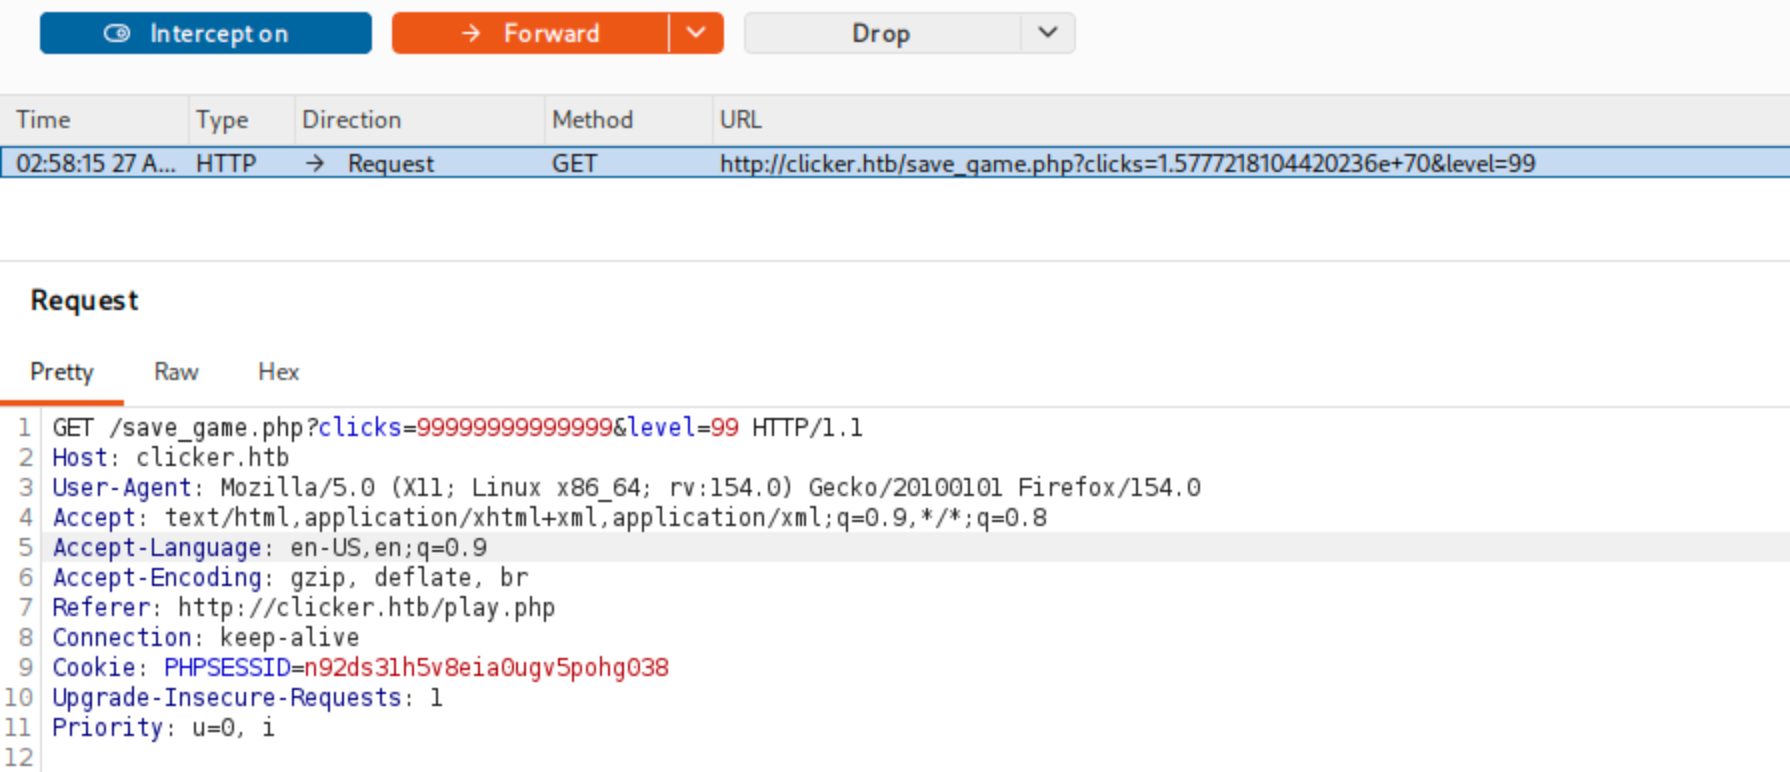 Intercept on Forward Drop
Time Type Direction Method URL
02:58:15 27 A... HTTP → Request GET http://clicker.htb/save_game.php?clicks=1.5777218104420236e+70&level=99
Request
Pretty Raw Hex
1 GET /save_game.php?clicks=99999999999999&level=99 HTTP/1.1
2 Host: clicker.htb
3 User-Agent: Mozilla/5.0 (X11; Linux x86_64; rv:154.0) Gecko/20100101 Firefox/154.0
4 Accept: text/html,application/xhtml+xml,application/xml;q=0.9,*/*;q=0.8
5 Accept-Language: en-US,en;q=0.9
6 Accept-Encoding: gzip, deflate, br
7 Referer: http://clicker.htb/play.php
8 Connection: keep-alive
9 Cookie: PHPSESSID=n92ds3lh5v8eia0ugv5pohg038
10 Upgrade-Insecure-Requests: 1
11 Priority: u=0, i
12